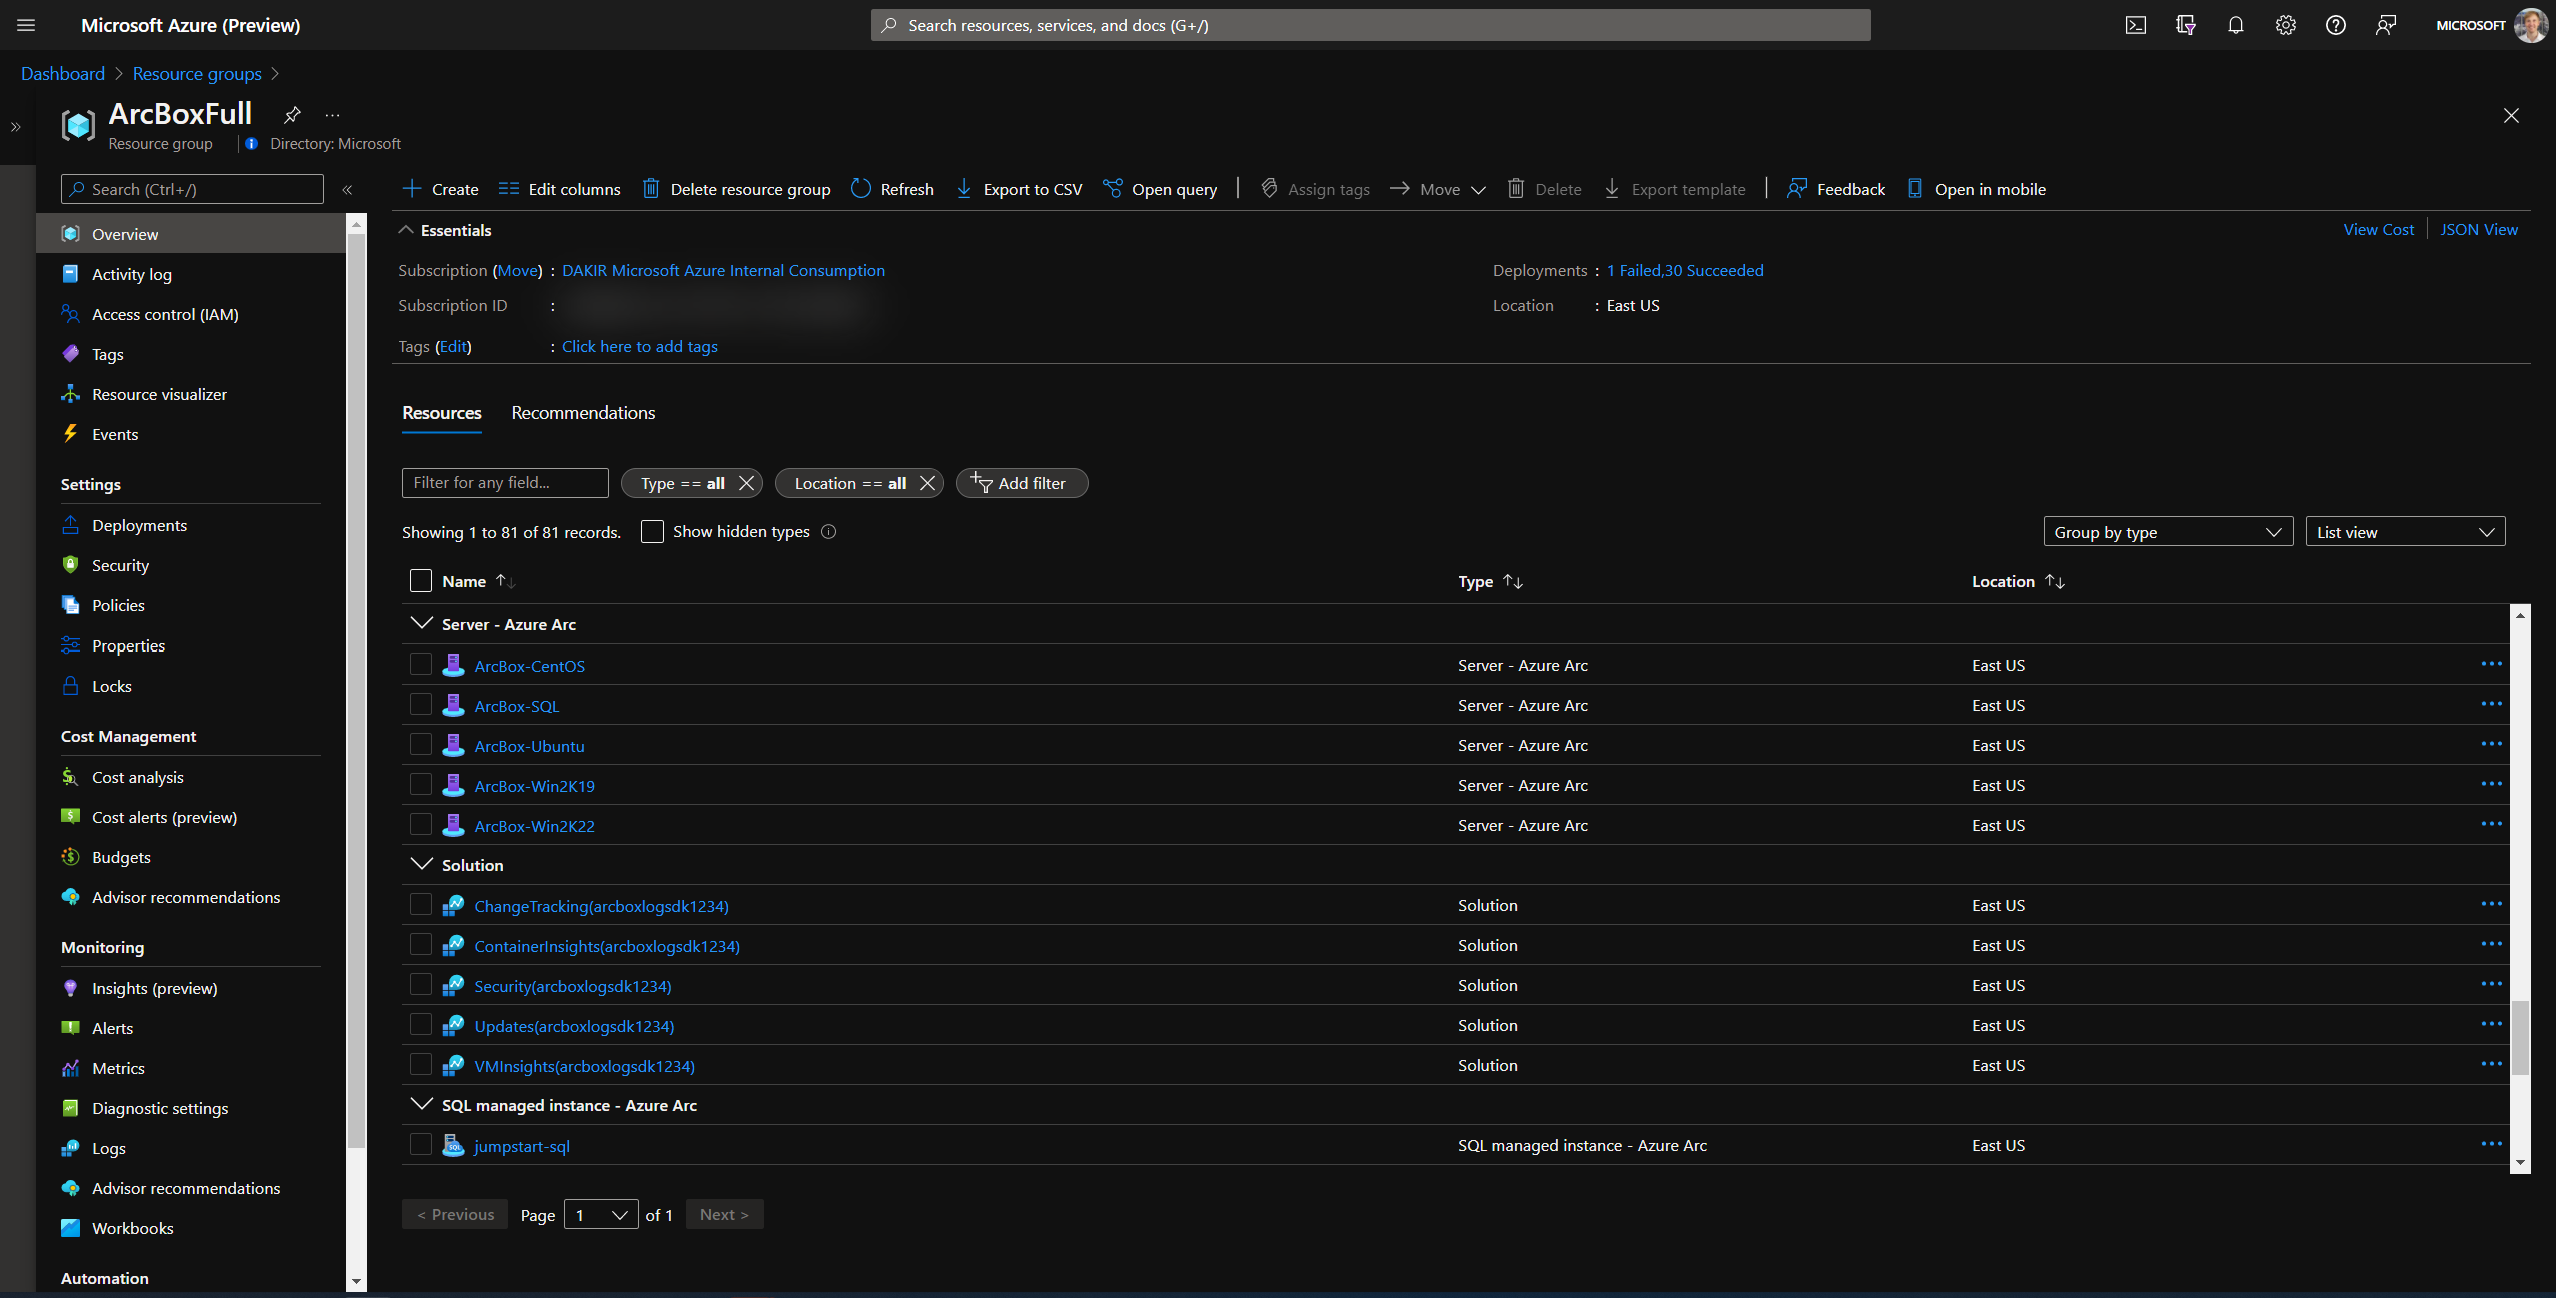 Microsoft Azure (Preview)
Search resources, services, and docs (G+/)
MICROSOFT
Dashboard > Resource groups >
ArcBoxFull
Resource group
Directory: Microsoft
Search (Ctrl+/)
Overview
Activity log
Access control (IAM)
Tags
Resource visualizer
Events
Settings
Deployments
Security
Policies
Properties
Locks
Cost Management
Cost analysis
Cost alerts (preview)
Budgets
Advisor recommendations
Monitoring
Insights (preview)
Alerts
Metrics
Diagnostic settings
Logs
Advisor recommendations
Workbooks
Automation
Create Edit columns Delete resource group Refresh Export to CSV Open query Assign tags Move Delete Export template Feedback Open in mobile
Essentials
View Cost JSON View
Subscription (Move) : DAKIR Microsoft Azure Internal Consumption
Deployments : 1 Failed,30 Succeeded
Subscription ID :
Location : East US
Tags (Edit) : Click here to add tags
Resources Recommendations
Filter for any field... Type == all Location == all Add filter
Showing 1 to 81 of 81 records. Show hidden types
Group by type List view
Name Type Location
Server - Azure Arc
ArcBox-CentOS Server - Azure Arc East US
ArcBox-SQL Server - Azure Arc East US
ArcBox-Ubuntu Server - Azure Arc East US
ArcBox-Win2K19 Server - Azure Arc East US
ArcBox-Win2K22 Server - Azure Arc East US
Solution
ChangeTracking(arcboxlogsdk1234) Solution East US
ContainerInsights(arcboxlogsdk1234) Solution East US
Security(arcboxlogsdk1234) Solution East US
Updates(arcboxlogsdk1234) Solution East US
VMInsights(arcboxlogsdk1234) Solution East US
SQL managed instance - Azure Arc
jumpstart-sql SQL managed instance - Azure Arc East US
< Previous Page 1 of 1 Next >